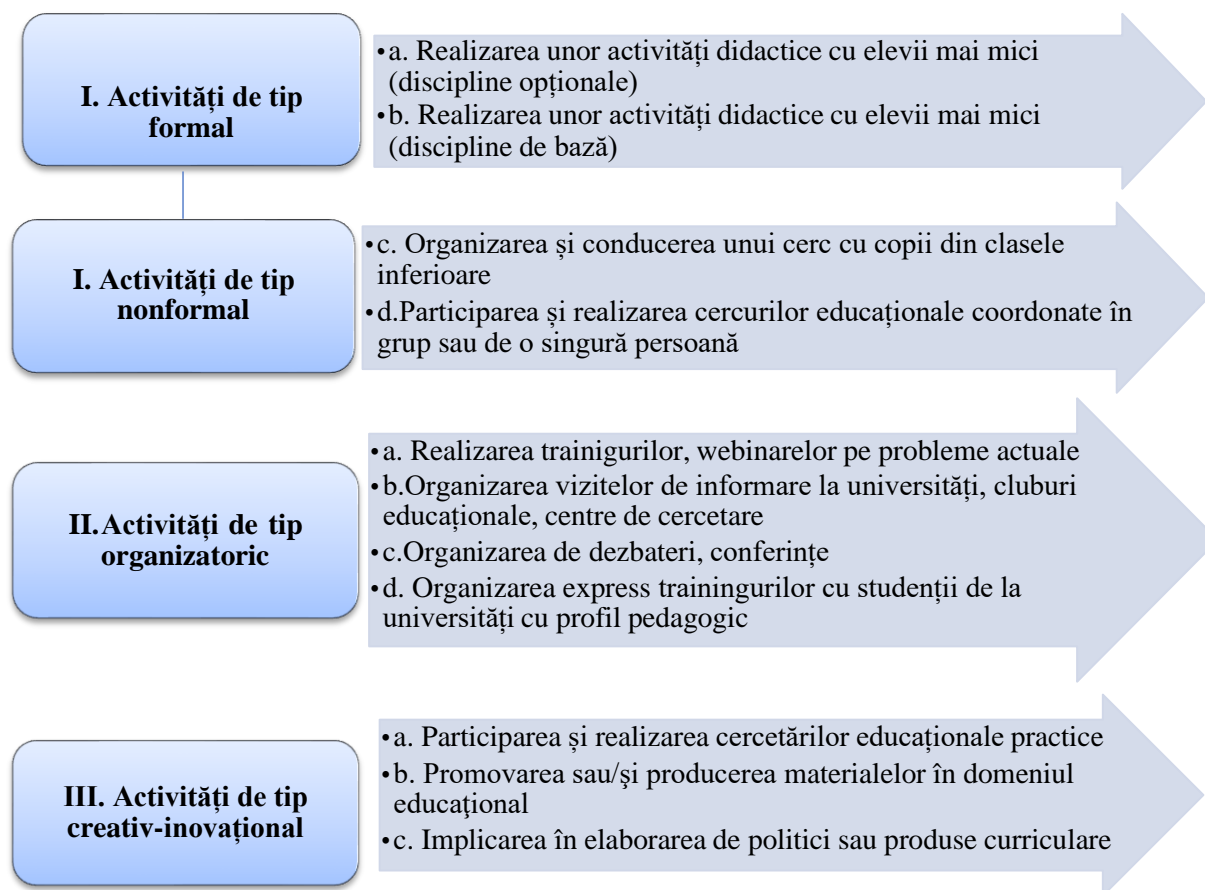 I. Activități de tip
formal
•a. Realizarea unor activități didactice cu elevii mai mici
(discipline opționale)
•b. Realizarea unor activități didactice cu elevii mai mici
(discipline de bază)
I. Activități de tip
nonformal
•c. Organizarea și conducerea unui cerc cu copii din clasele
inferioare
•d.Participarea și realizarea cercurilor educaționale coordonate în
grup sau de o singură persoană
II.Activități de tip
organizatoric
•a. Realizarea trainigurilor, webinarelor pe probleme actuale
•b.Organizarea vizitelor de informare la universități, cluburi
educaționale, centre de cercetare
•c.Organizarea de dezbateri, conferințe
•d. Organizarea express trainingurilor cu studenții de la
universități cu profil pedagogic
III. Activități de tip
creativ-inovațional
•a. Participarea și realizarea cercetărilor educaționale practice
•b. Promovarea sau/şi producerea materialelor în domeniul
educaţional
•c. Implicarea în elaborarea de politici sau produse curriculare